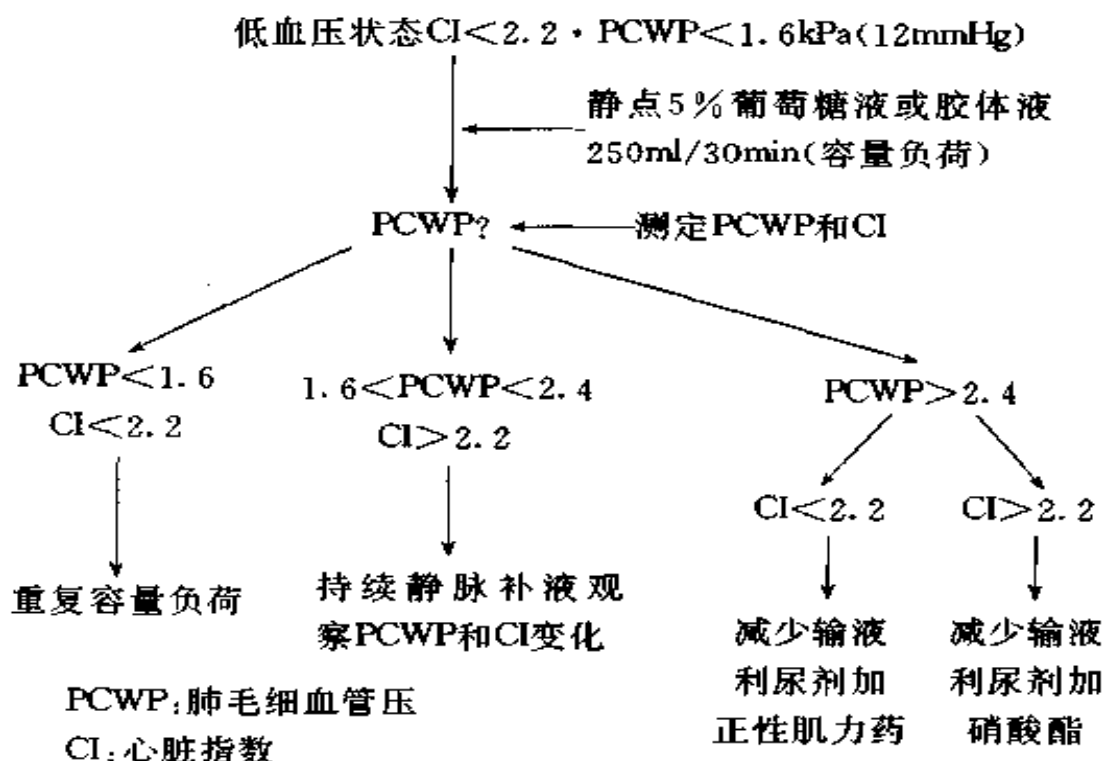 低血压状态CI<2.2·PCWP<1.6kPa(12mmHg)
静点5%葡萄糖液或胶体液
250ml/30min(容量负荷)
PCWP?
测定PCWP和CI
PCWP<1.6
CI<2.2
1.6<PCWP<2.4
CI>2.2
PCWP>2.4
CI<2.2
CI>2.2
重复容量负荷
持续静脉补液观
察PCWP和CI变化
减少输液
利尿剂加
正性肌力药
减少输液
利尿剂加
硝酸酯
PCWP:肺毛细血管压
CI:心脏指数